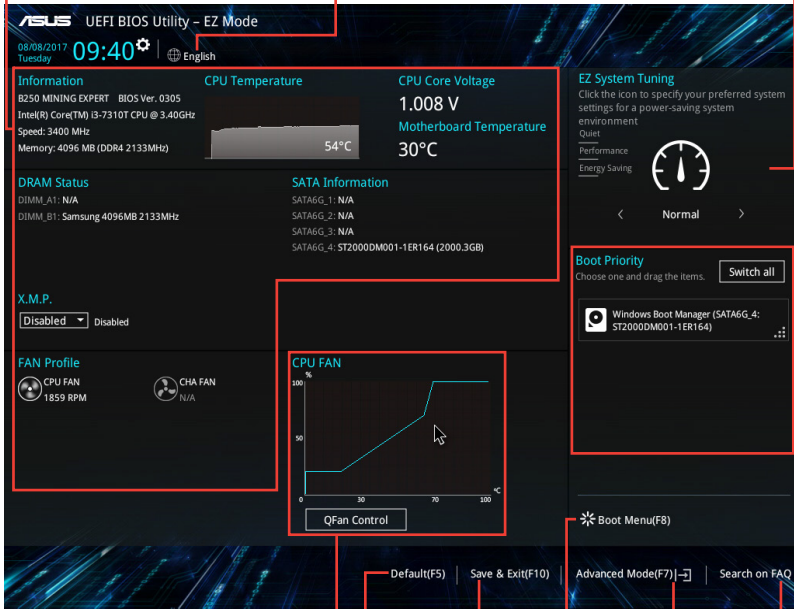 ASUS UEFI BIOS Utility – EZ Mode
08/08/2017
Tuesday
09:40
English
Information
B250 MINING EXPERT BIOS Ver. 0305
Intel(R) Core(TM) i3-7310T CPU @ 3.40GHz
Speed: 3400 MHz
Memory: 4096 MB (DDR4 2133MHz)
CPU Temperature
54°C
CPU Core Voltage
1.008 V
Motherboard Temperature
30°C
EZ System Tuning
Click the icon to specify your preferred system
settings for a power-saving system
environment
Quiet
Performance
Energy Saving
Normal
DRAM Status
DIMM_A1: N/A
DIMM_B1: Samsung 4096MB 2133MHz
SATA Information
SATA6G_1: N/A
SATA6G_2: N/A
SATA6G_3: N/A
SATA6G_4: ST2000DM001-1ER164 (2000.3GB)
Boot Priority
Choose one and drag the items.
Switch all
Windows Boot Manager (SATA6G_4:
ST2000DM001-1ER164)
X.M.P.
Disabled Disabled
FAN Profile
CPU FAN
1859 RPM
CHA FAN
N/A
CPU FAN
%
100
50
°C
0 30 70 100
QFan Control
Boot Menu(F8)
Default(F5) Save & Exit(F10) Advanced Mode(F7) Search on FAQ